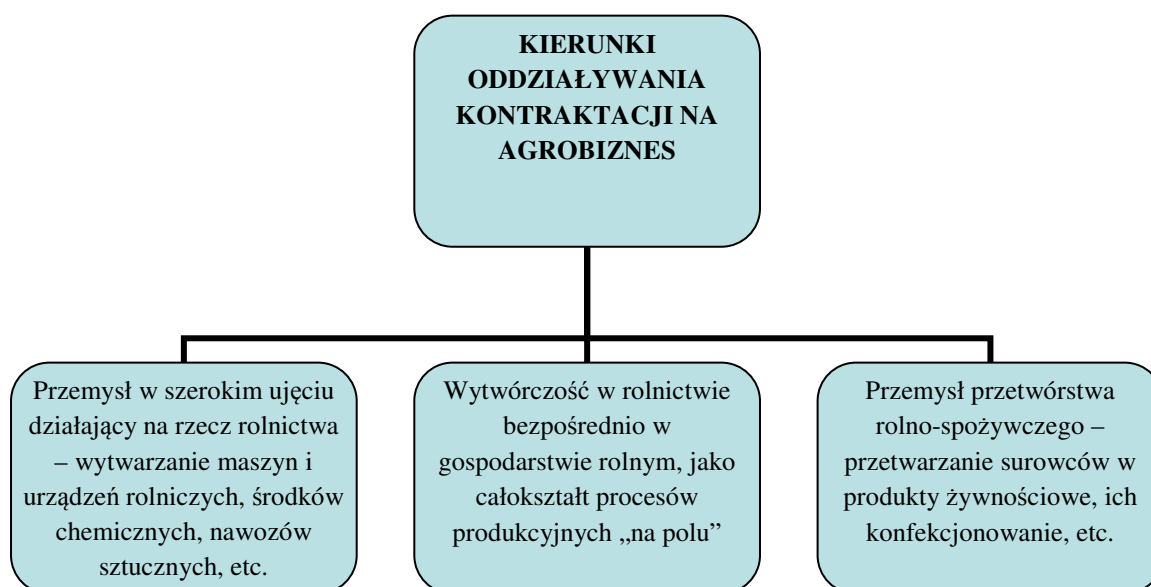 KIERUNKI
ODDZIAŁYWANIA
KONTRAKTACJI NA
AGROBIZNES
Przemysł w szerokim ujęciu
działający na rzecz rolnictwa
– wytwarzanie maszyn i
urządzeń rolniczych, środków
chemicznych, nawozów
sztucznych, etc.
Wytwórczość w rolnictwie
bezpośrednio w
gospodarstwie rolnym, jako
całokształt procesów
produkcyjnych „na polu”
Przemysł przetwórstwa
rolno-spożywczego –
przetwarzanie surowców w
produkty żywnościowe, ich
konfekcjonowanie, etc.